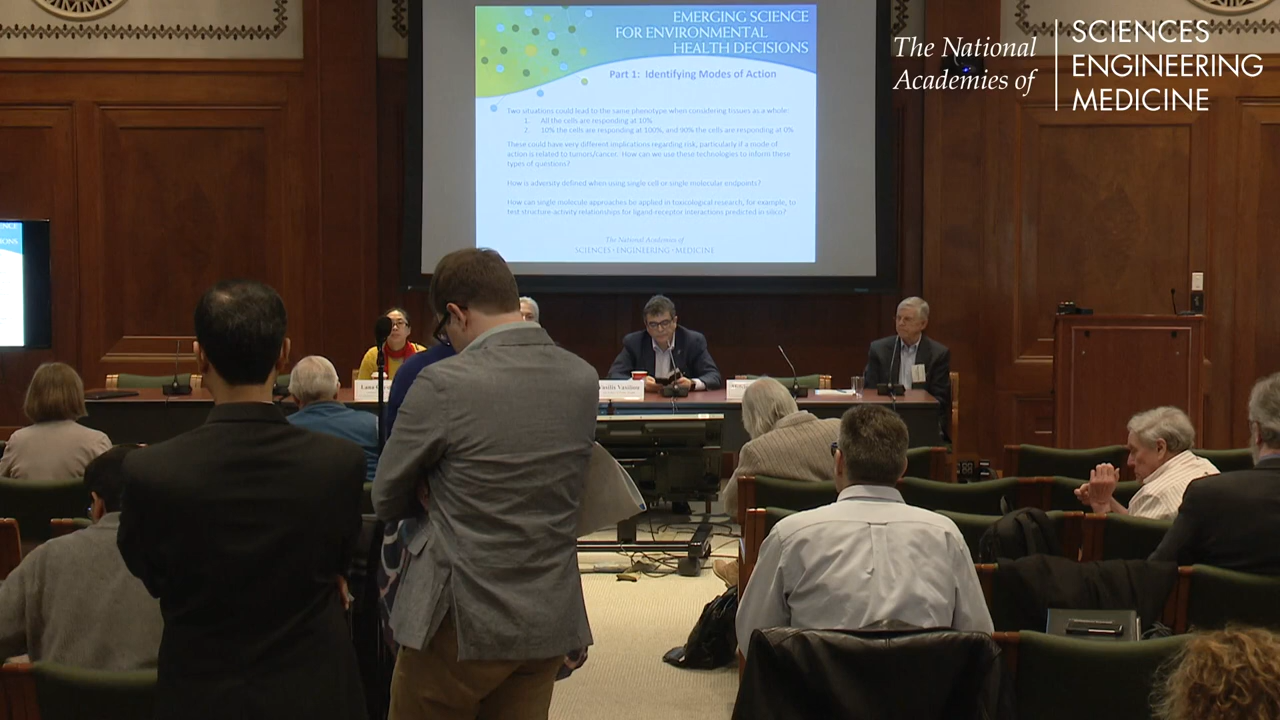 EMERGING SCIENCE
FOR ENVIRONMENTAL
HEALTH DECISIONS
Part 1: Identifying Modes of Action
Two situations could lead to the same phenotype when considering tissues as a whole:
1. All the cells are responding at 10%
2. 10% the cells are responding at 100%, and 90% the cells are responding at 0%
These could have very different implications regarding risk, particularly if a mode of
action is related to tumors/cancer. How can we use these technologies to inform these
types of questions?
How is adversity defined when using single cell or single molecular endpoints?
How can single molecule approaches be applied in toxicological research, for example, to
test structure-activity relationships for ligand-receptor interactions predicted in silico?
The National Academies of
SCIENCES • ENGINEERING • MEDICINE
The National
Academies of
SCIENCES
ENGINEERING
MEDICINE
ENCE
IONS
Vasilis Vasiliou